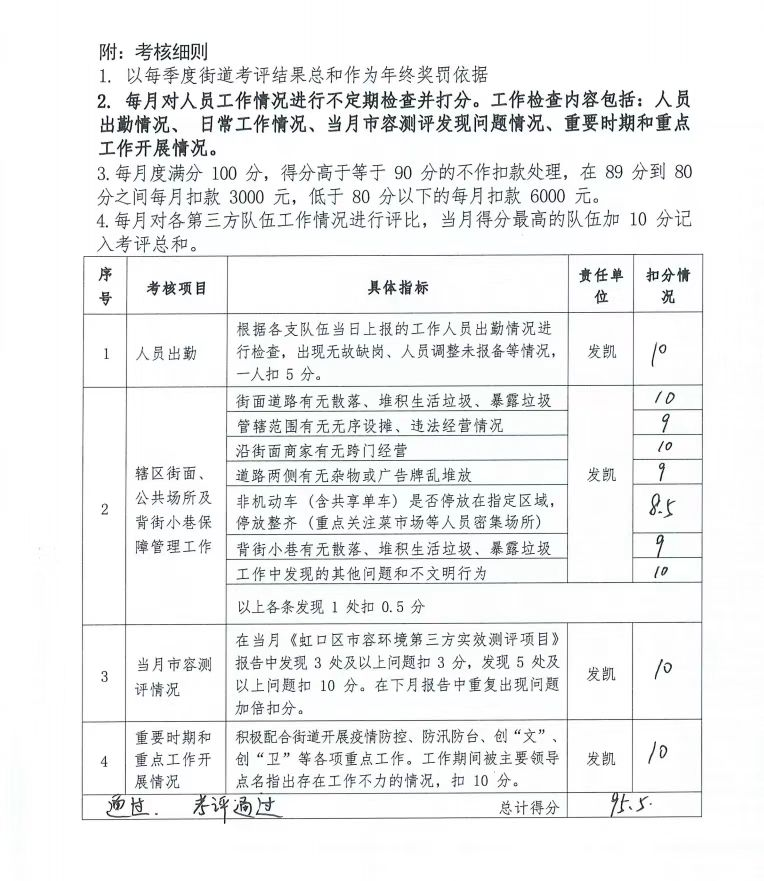 附：考核细则
1. 以每季度街道考评结果总和作为年终奖罚依据
2. 每月对人员工作情况进行不定期检查并打分。工作检查内容包括：人员
出勤情况、 日常工作情况、当月市容测评发现问题情况、重要时期和重点
工作开展情况。
3.每月度满分 100 分，得分高于等于 90 分的不作扣款处理，在 89 分到 80
分之间每月扣款 3000 元，低于 80 分以下的每月扣款 6000 元。
4.每月对各第三方队伍工作情况进行评比，当月得分最高的队伍加 10 分记
入考评总和。
序号 考核项目 具体指标 责任单位 扣分情况
1 人员出勤
根据各支队伍当日上报的工作人员出勤情况进
行检查，出现无故缺岗、人员调整未报备等情况，
一人扣 5 分。
发凯 10
2
辖区街面、
公共场所及
背街小巷保
障管理工作
街面道路有无散落、堆积生活垃圾、暴露垃圾 10
管辖范围有无无序设摊、违法经营情况 9
沿街面商家有无跨门经营 10
道路两侧有无杂物或广告牌乱堆放 9
发凯
非机动车（含共享单车）是否停放在指定区域，
停放整齐（重点关注菜市场等人员密集场所） 8.5
背街小巷有无散落、堆积生活垃圾、暴露垃圾 9
工作中发现的其他问题和不文明行为 10
以上各条发现 1 处扣 0.5 分
3
当月市容测
评情况
在当月《虹口区市容环境第三方实效测评项目》
报告中发现 3 处及以上问题扣 3 分，发现 5 处及
以上问题扣 10 分。在下月报告中重复出现问题
加倍扣分。
发凯 10
4
重要时期和
重点工作开
展情况
积极配合街道开展疫情防控、防汛防台、创“文”、
创“卫”等各项重点工作。工作期间被主要领导
点名指出存在工作不力的情况，扣 10 分。
发凯 10
通过． 考评通过 总计得分 95.5.